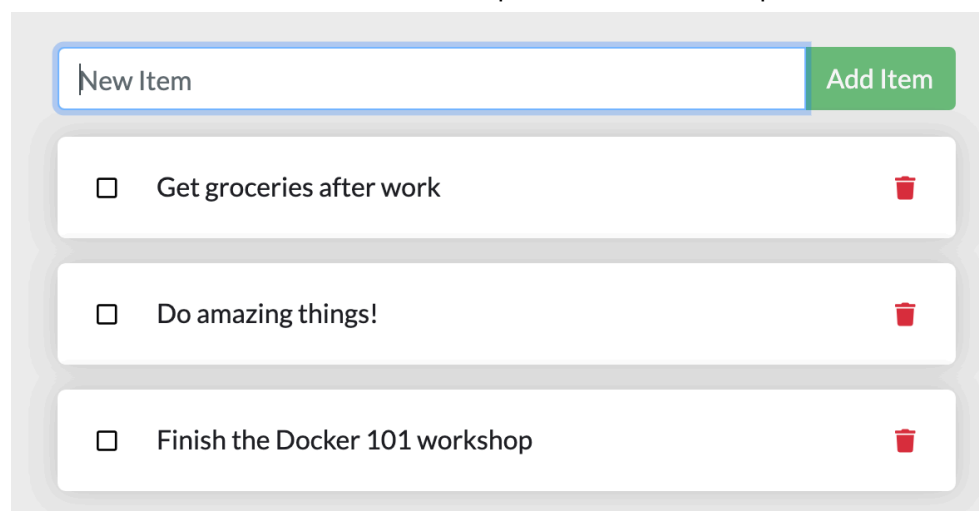 New Item
Add Item
Get groceries after work
Do amazing things!
Finish the Docker 101 workshop